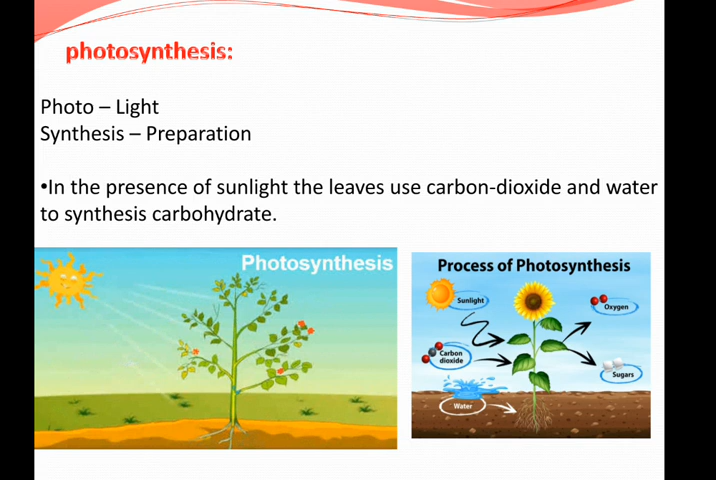 photosynthesis:
Photo – Light
Synthesis – Preparation
•In the presence of sunlight the leaves use carbon-dioxide and water
to synthesis carbohydrate.
Photosynthesis
Process of Photosynthesis
Sunlight
Oxygen
Carbon
dioxide
Sugars
Water